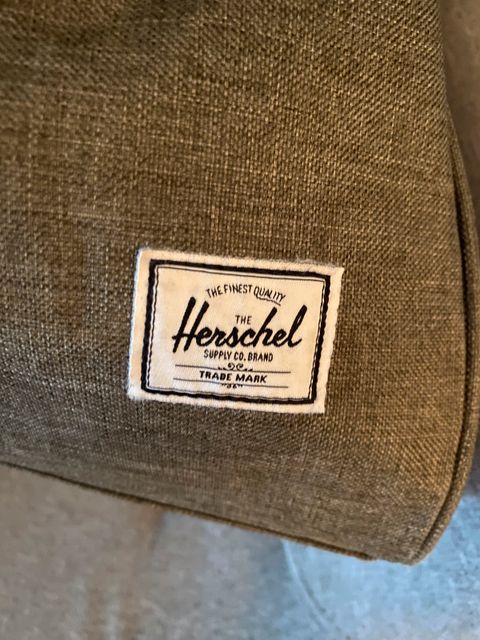 THE FINEST QUALITY
THE
Herschel
SUPPLY CO. BRAND
TRADE MARK